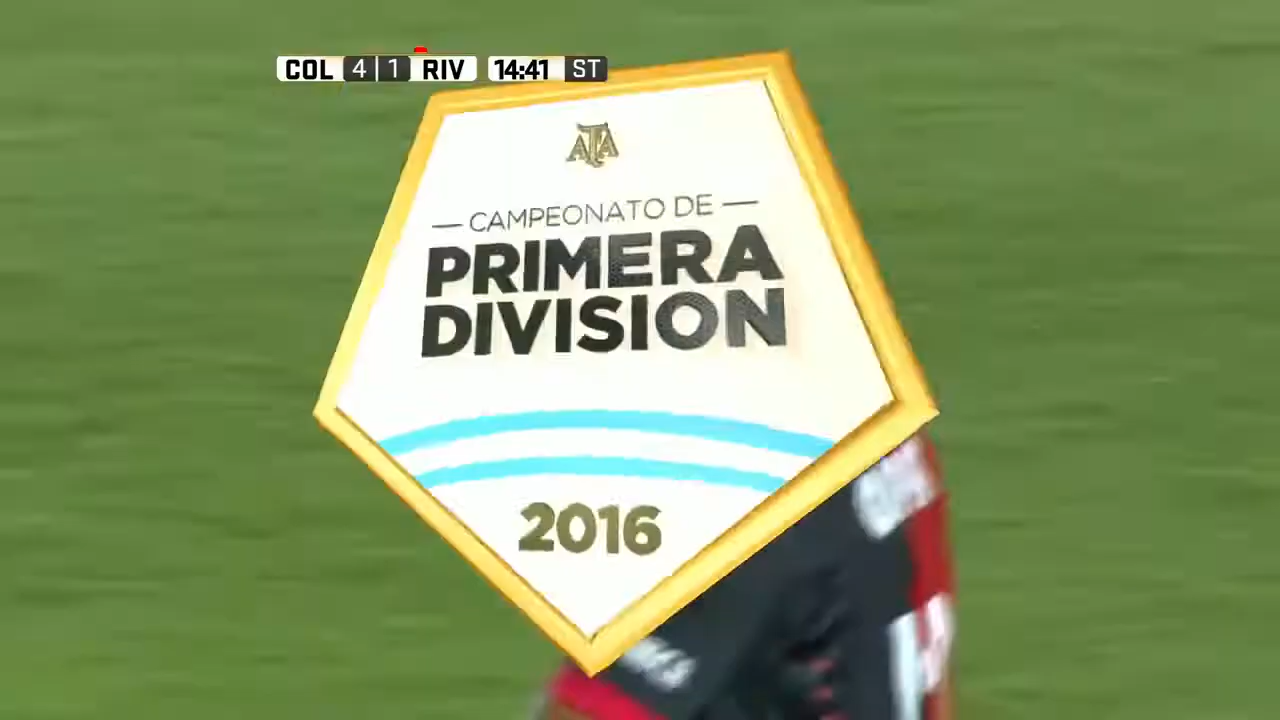 COL 4 | 1 RIV 14:41 ST
AFA
CAMPEONATO DE
PRIMERA
DIVISION
2016